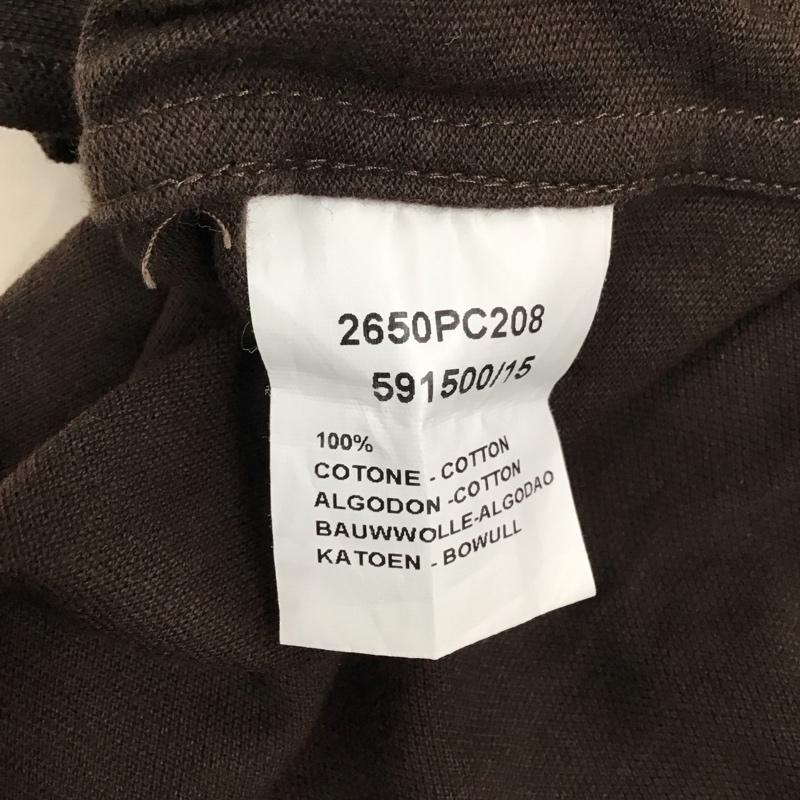 2650PC208
591500/15
100%
COTONE - COTTON
ALGODON -COTTON
BAUWWOLLE-ALGODAO
KATOEN - BOWULL